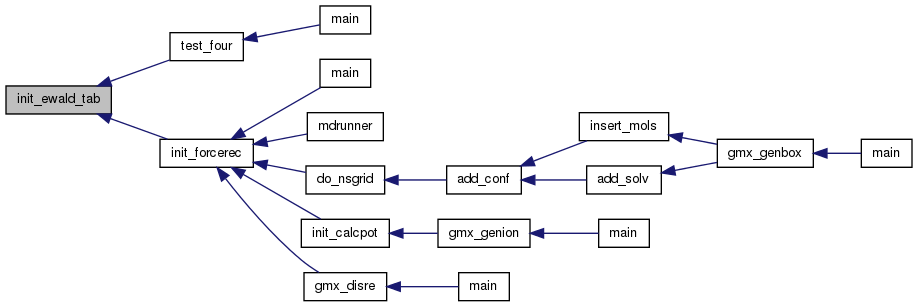 main
test_four
main
init_ewald_tab
mdrunner
insert_mols
init_forcerec
gmx_genbox
main
do_nsgrid
add_conf
add_solv
init_calcpot
gmx_genion
main
gmx_disre
main